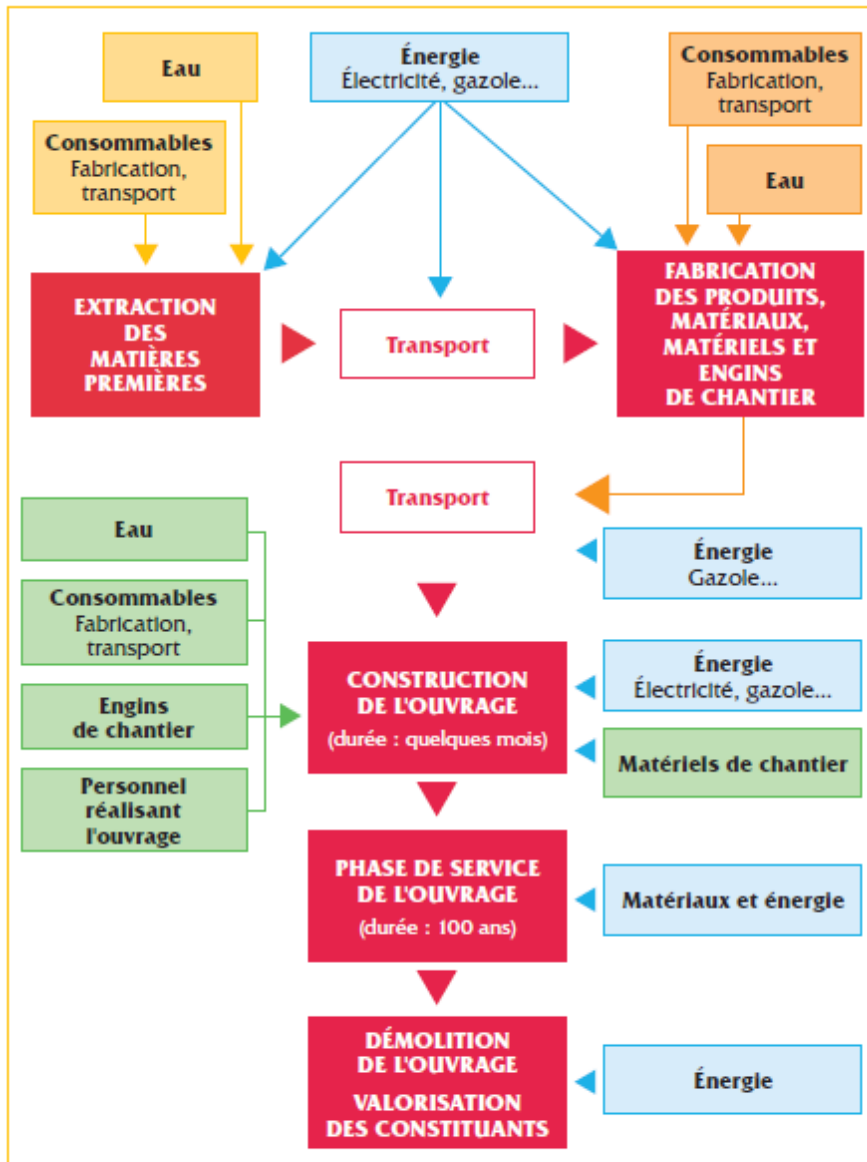 Eau
Énergie
Électricité, gazole...
Consommables
Fabrication,
transport
Consommables
Fabrication,
transport
Eau
EXTRACTION
DES
MATIÈRES
PREMIÈRES
Transport
FABRICATION
DES PRODUITS,
MATÉRIAUX,
MATÉRIELS ET
ENGINS
DE CHANTIER
Transport
Eau
Énergie
Gazole...
Consommables
Fabrication,
transport
Engins
de chantier
Personnel
réalisant
l'ouvrage
CONSTRUCTION
DE L'OUVRAGE
(durée : quelques mois)
Énergie
Électricité, gazole...
Matériels de chantier
PHASE DE SERVICE
DE L'OUVRAGE
(durée : 100 ans)
Matériaux et énergie
DÉMOLITION
DE L'OUVRAGE
VALORISATION
DES CONSTITUANTS
Énergie